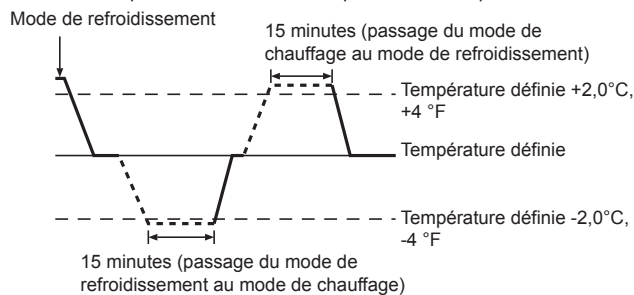 Mode de refroidissement
15 minutes (passage du mode de
chauffage au mode de refroidissement)
Température définie +2,0°C,
+4 °F
Température définie
Température définie -2,0°C,
-4 °F
15 minutes (passage du mode de
refroidissement au mode de chauffage)